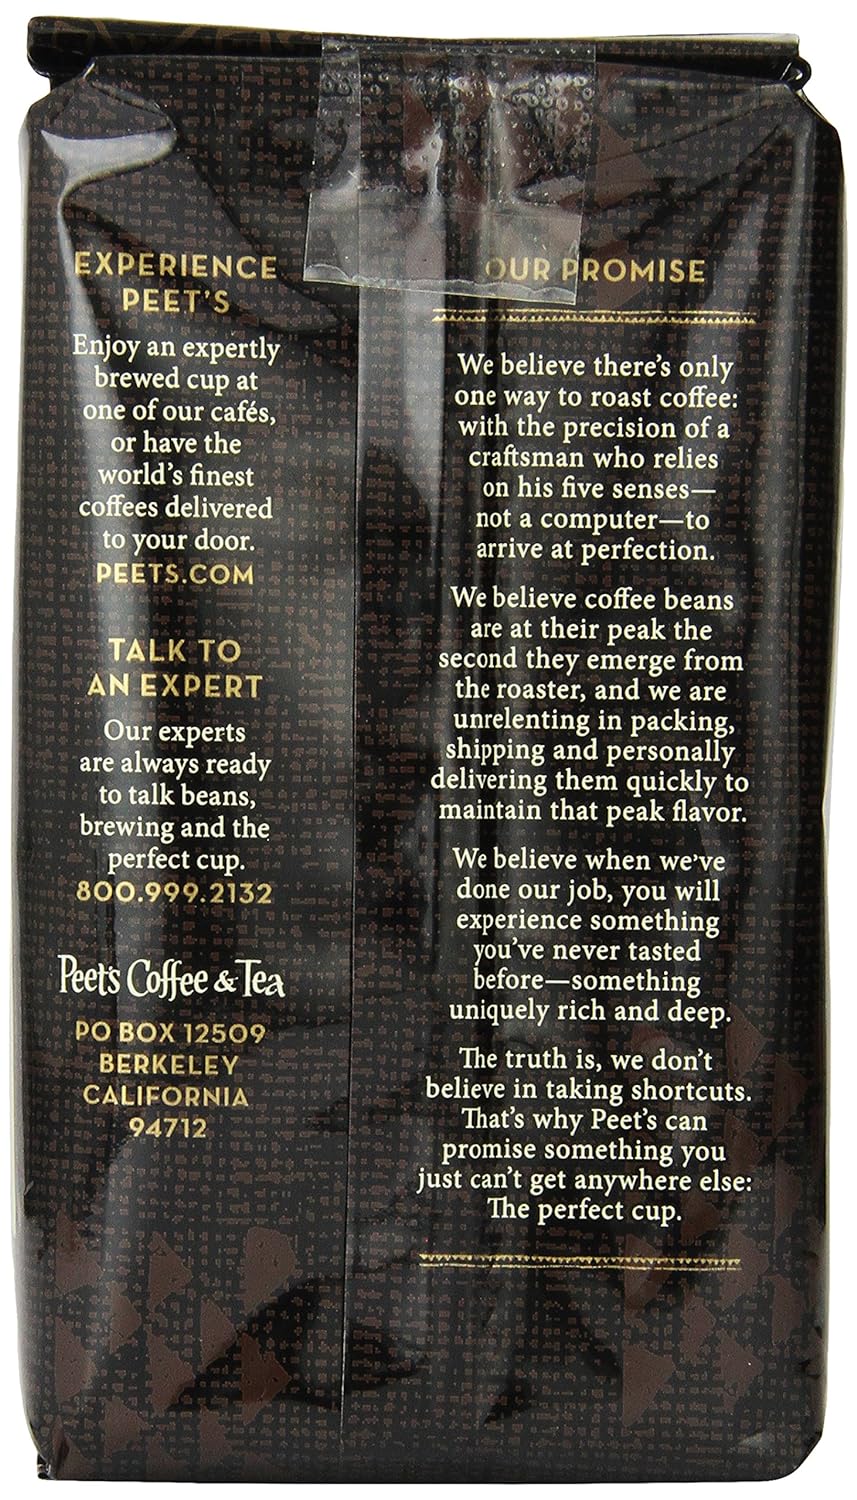 EXPERIENCE
PEET'S
Enjoy an expertly
brewed cup at
one of our cafés,
or have the
world's finest
coffees delivered
to your door.
PEETS.COM
TALK TO
AN EXPERT
Our experts
are always ready
to talk beans,
brewing and the
perfect cup.
800.999.2132
Peet's Coffee & Tea
PO BOX 12509
BERKELEY
CALIFORNIA
94712
OUR PROMISE
We believe there's only
one way to roast coffee:
with the precision of a
craftsman who relies
on his five senses—
not a computer—to
arrive at perfection.
We believe coffee beans
are at their peak the
second they emerge from
the roaster, and we are
unrelenting in packing,
shipping and personally
delivering them quickly to
maintain that peak flavor.
We believe when we've
done our job, you will
experience something
you've never tasted
before—something
uniquely rich and deep.
The truth is, we don't
believe in taking shortcuts.
That's why Peet's can
promise something you
just can't get anywhere else:
The perfect cup.